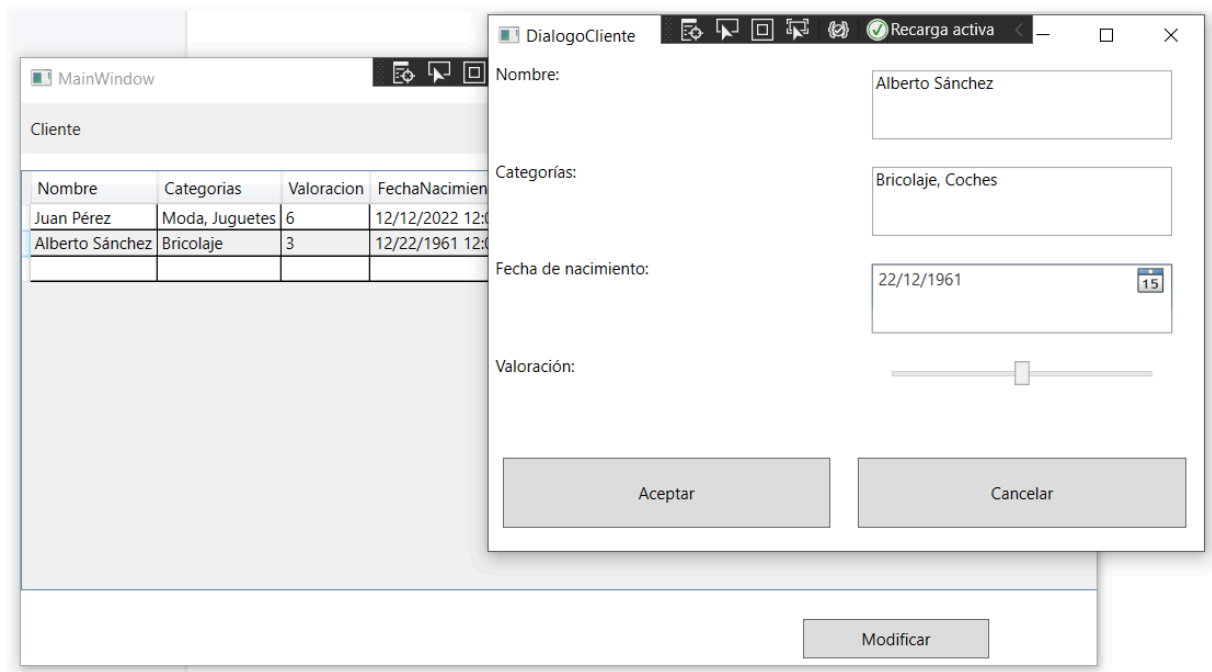 MainWindow
Cliente
Nombre Categorias Valoracion FechaNacimien
Juan Pérez Moda, Juguetes 6 12/12/2022 12:0
Alberto Sánchez Bricolaje 3 12/22/1961 12:0
Modificar
DialogoCliente Recarga activa
Nombre: Alberto Sánchez
Categorías: Bricolaje, Coches
Fecha de nacimiento: 22/12/1961 15
Valoración:
Aceptar Cancelar